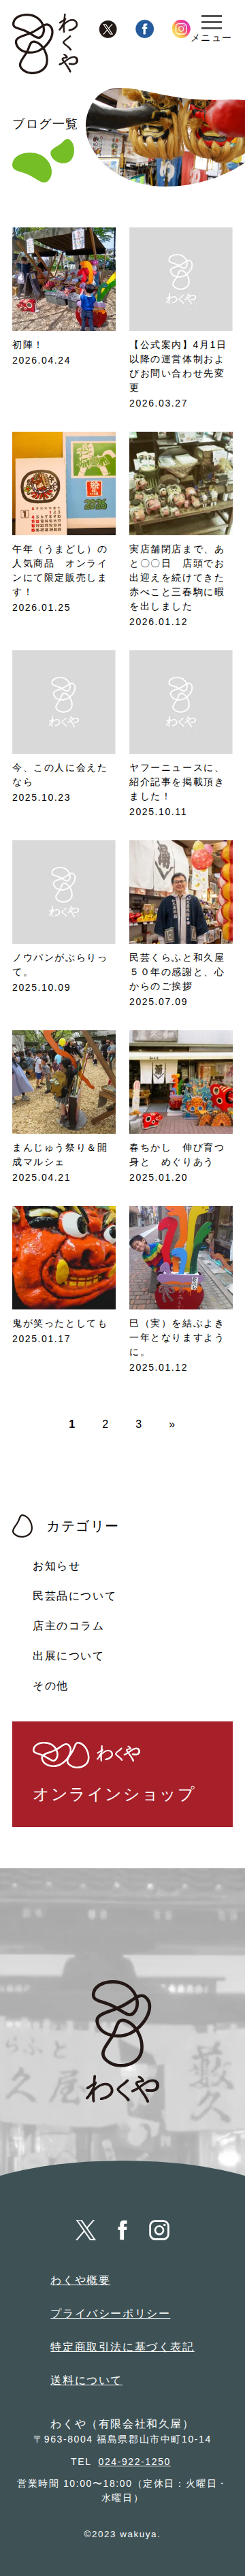 わくや
メニュー
ブログ一覧
初陣！
2026.04.24
わくや
【公式案内】4月1日
以降の運営体制およ
びお問い合わせ先変
更
2026.03.27
午年（うまどし）の
人気商品　オンライ
ンにて限定販売しま
す！
2026.01.25
実店舗閉店まで、あ
と〇〇日　店頭でお
出迎えを続けてきた
赤べこと三春駒に暇
を出しました
2026.01.12
わくや
今、この人に会えた
なら
2025.10.23
わくや
ヤフーニュースに、
紹介記事を掲載頂き
ました！
2025.10.11
わくや
ノウパンがぶらりっ
て。
2025.10.09
民芸くらふと和久屋
５０年の感謝と、心
からのご挨拶
2025.07.09
まんじゅう祭り＆開
成マルシェ
2025.04.21
春ちかし　伸び育つ
身と　めぐりあう
2025.01.20
鬼が笑ったとしても
2025.01.17
巳（実）を結ぶよき
一年となりますよう
に。
2025.01.12
1 2 3 »
カテゴリー
お知らせ
民芸品について
店主のコラム
出展について
その他
わくや
オンラインショップ
わくや
わくや概要
プライバシーポリシー
特定商取引法に基づく表記
送料について
わくや（有限会社和久屋）
〒963-8004 福島県郡山市中町10-14
TEL 024-922-1250
営業時間 10:00〜18:00（定休日：火曜日・
水曜日）
©2023 wakuya.